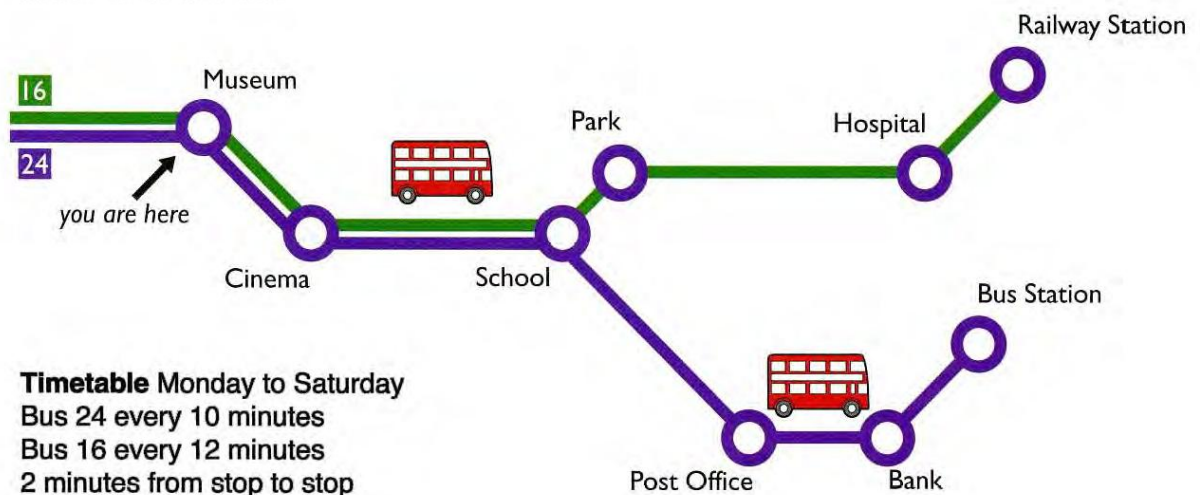 Railway Station
Museum
16
Park
Hospital
24
you are here
Cinema
School
Bus Station
Timetable Monday to Saturday
Bus 24 every 10 minutes
Bus 16 every 12 minutes
2 minutes from stop to stop
Post Office
Bank